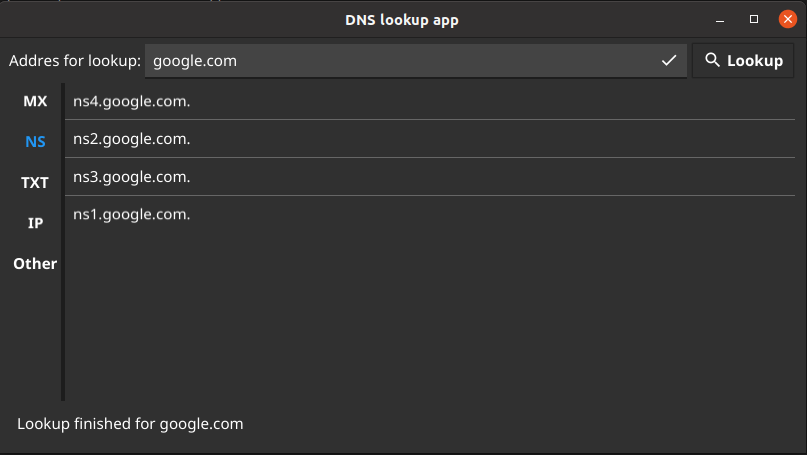 DNS lookup app
Addres for lookup: google.com Lookup
MX ns4.google.com.
NS ns2.google.com.
TXT ns3.google.com.
IP ns1.google.com.
Other
Lookup finished for google.com